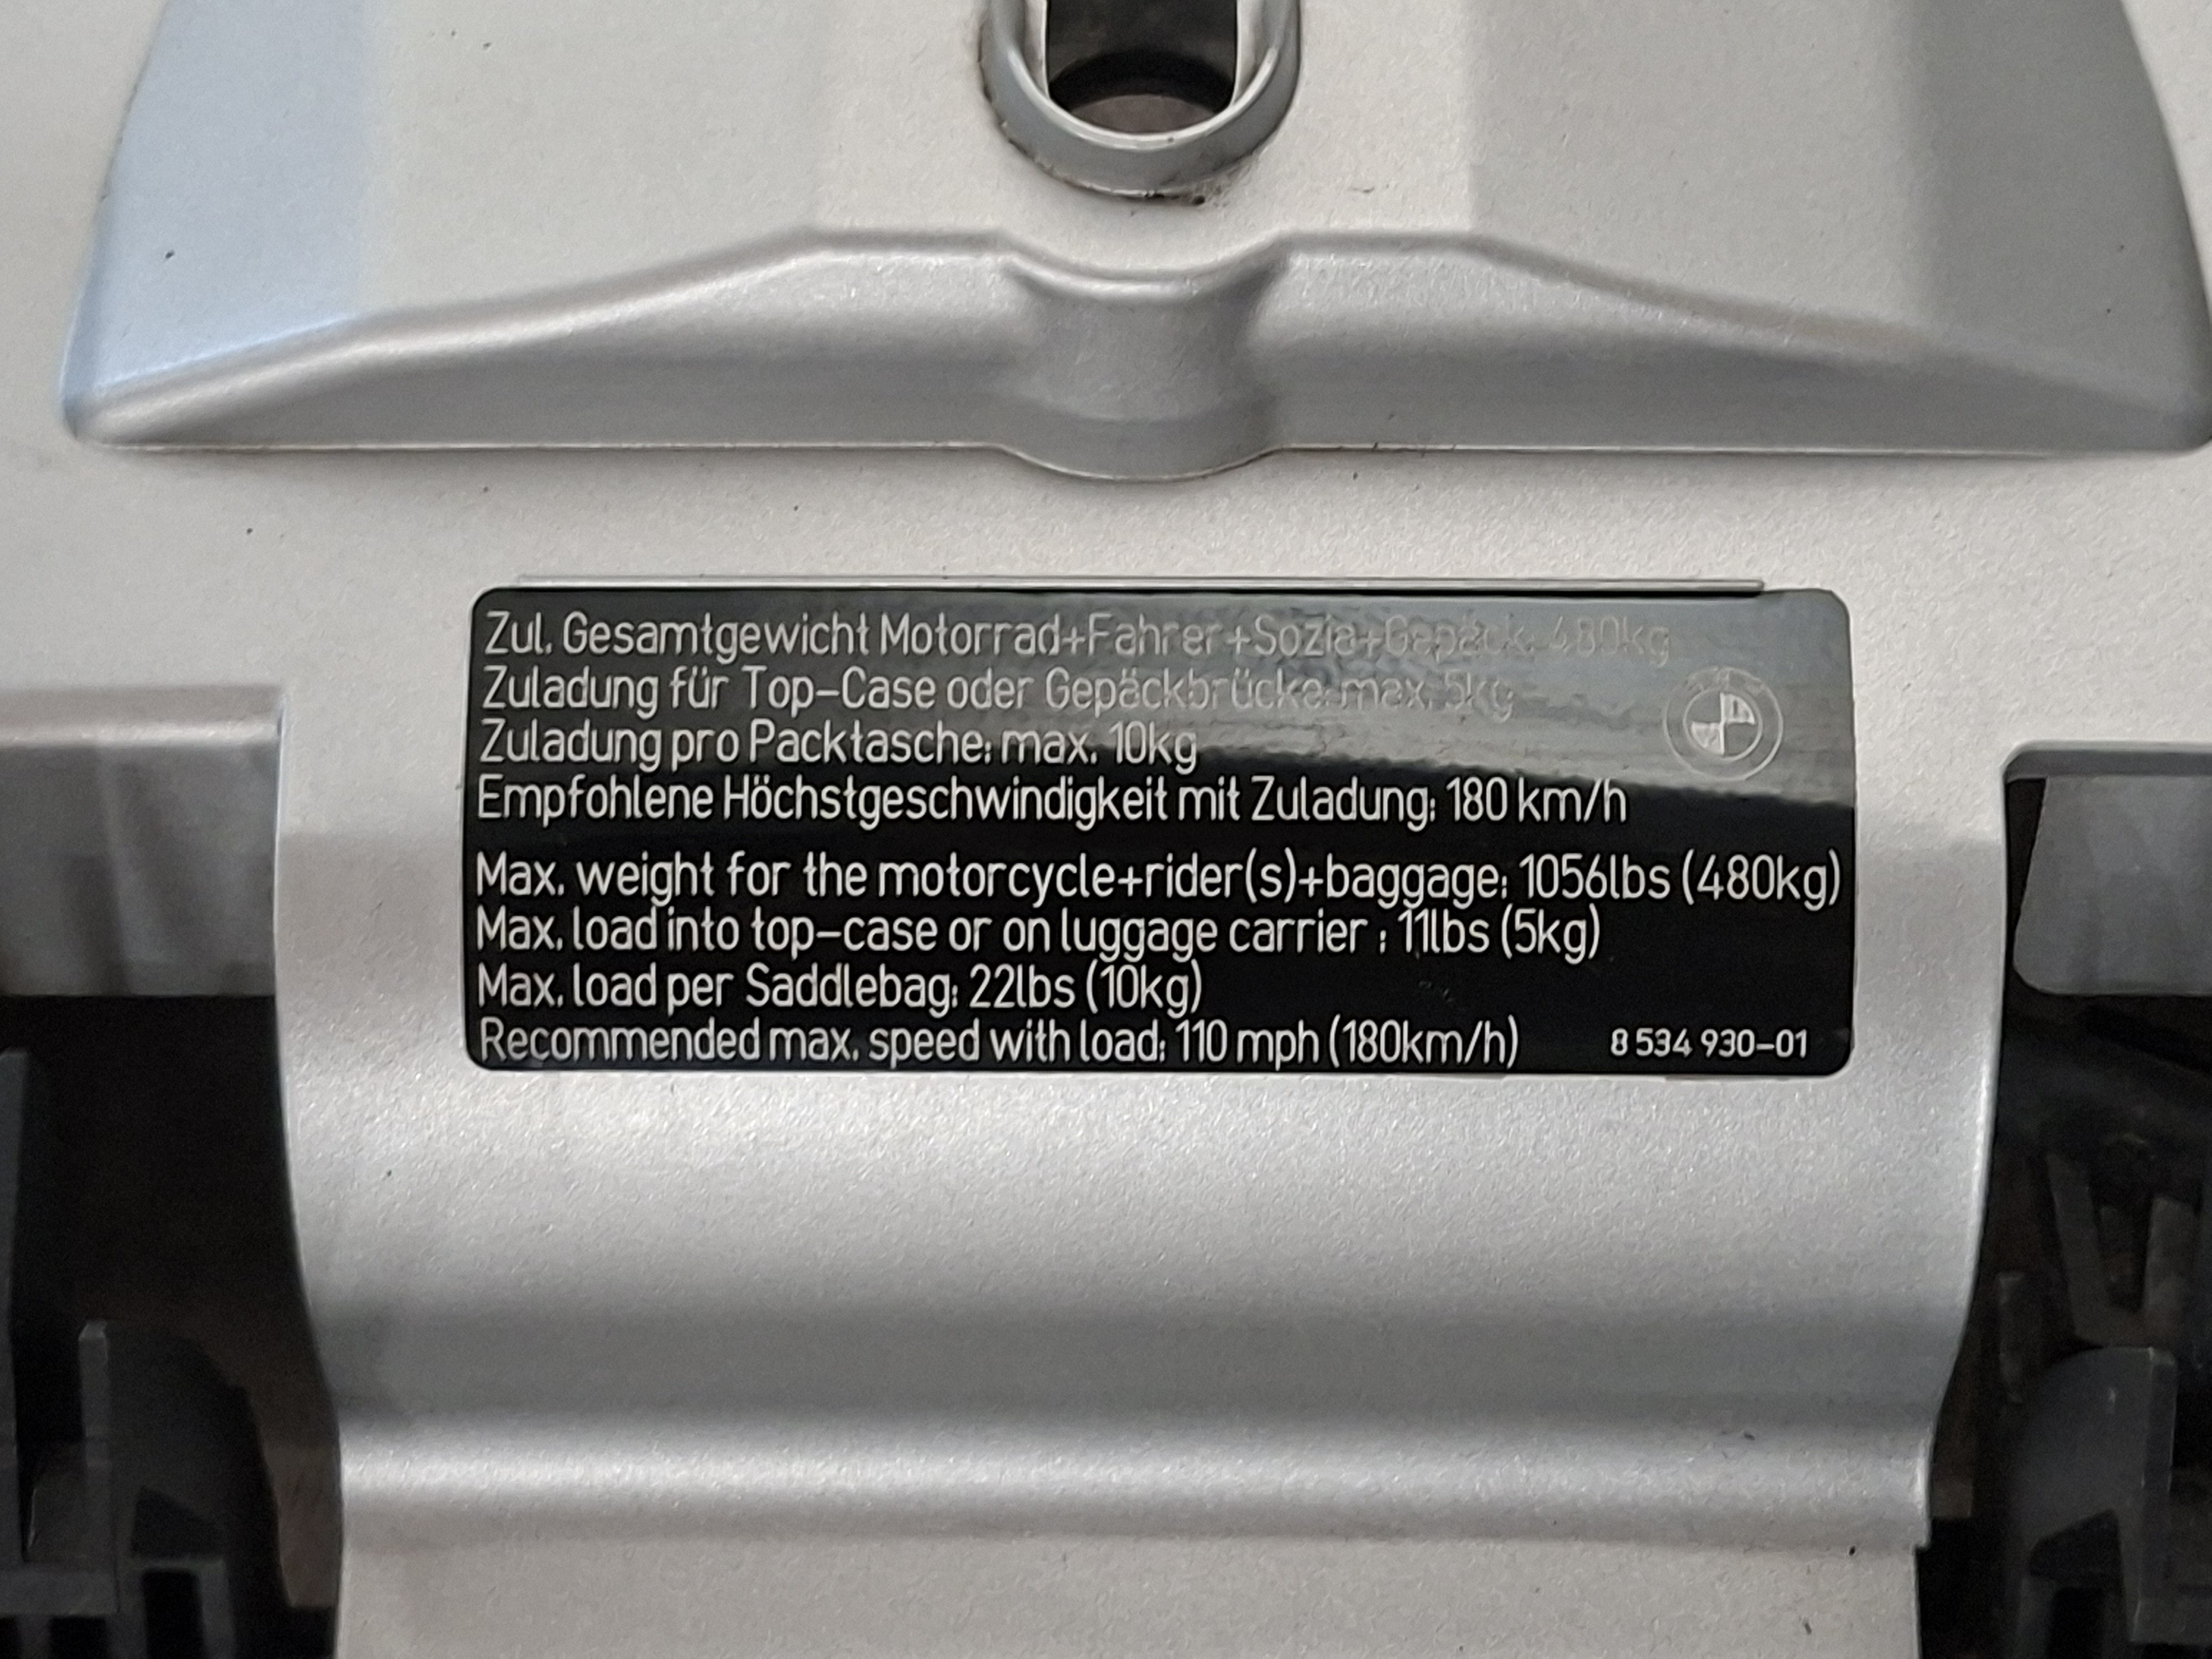 Zul. Gesamtgewicht Motorrad+Fahrer+Sozia+Gepäck: 480kg
Zuladung für Top-Case oder Gepäckbrücke: max. 5kg
Zuladung pro Packtasche: max. 10kg
Empfohlene Höchstgeschwindigkeit mit Zuladung: 180 km/h
Max. weight for the motorcycle+rider(s)+baggage: 1056lbs (480kg)
Max. load into top-case or on luggage carrier : 11lbs (5kg)
Max. load per Saddlebag: 22lbs (10kg)
Recommended max. speed with load: 110 mph (180km/h)
8 534 930-01